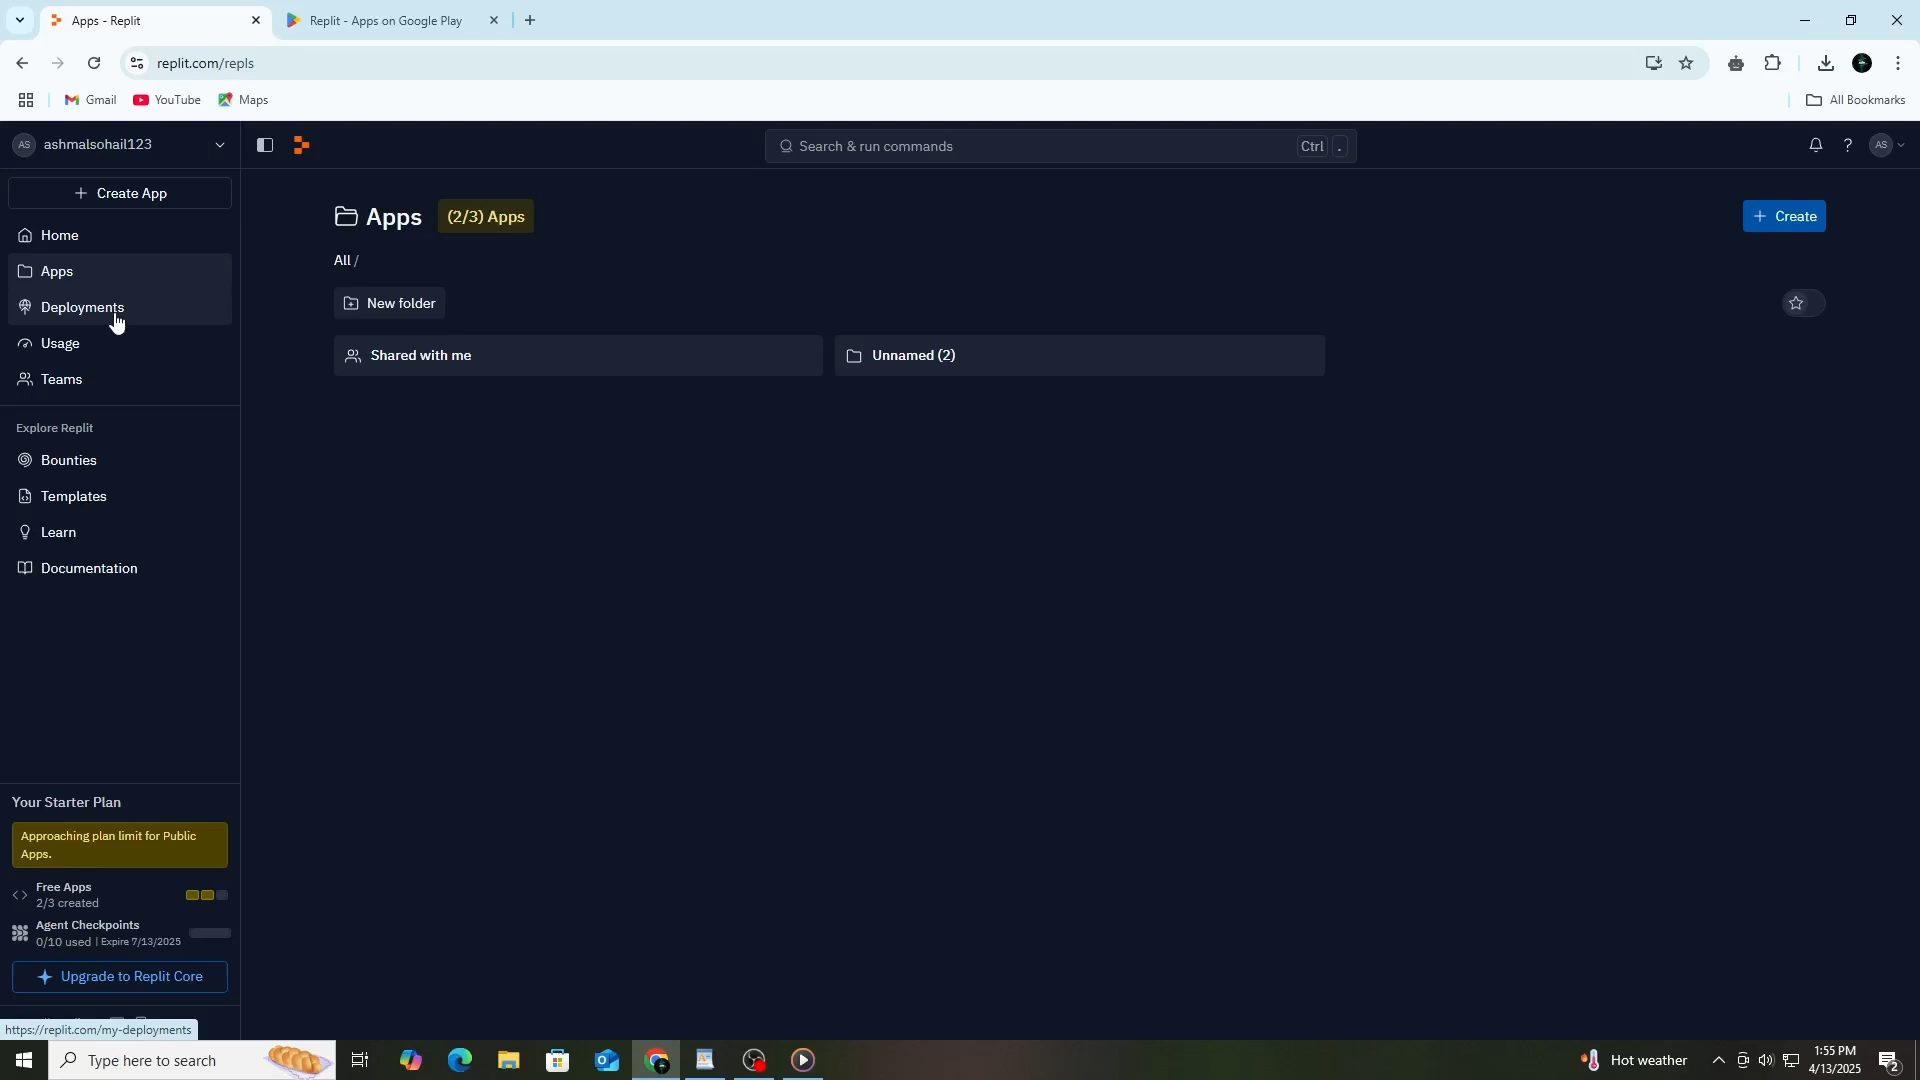 Apps - Replit
Replit - Apps on Google Play
replit.com/repls
Gmail
YouTube
Maps
All Bookmarks
AS
ashmalsohail123
Search & run commands
Ctrl
.
?
AS
Create App
Home
Apps
Deployments
Usage
Teams
Explore Replit
Bounties
Templates
Learn
Documentation
Apps
(2/3) Apps
Create
All /
New folder
Shared with me
Unnamed (2)
Your Starter Plan
Approaching plan limit for Public
Apps.
Free Apps
2/3 created
Agent Checkpoints
0/10 used | Expire 7/13/2025
Upgrade to Replit Core
https://replit.com/my-deployments
Type here to search
Hot weather
1:55 PM
4/13/2025
2